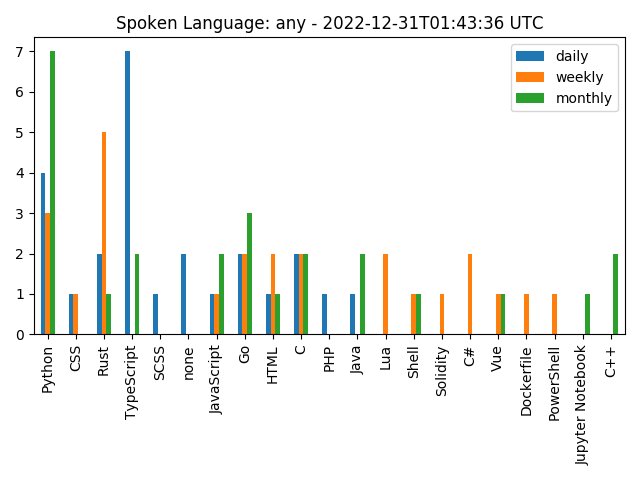 Spoken Language: any - 2022-12-31T01:43:36 UTC
daily
weekly
monthly
7
6
5
4
3
2
1
0
Python
CSS
Rust
TypeScript
SCSS
none
JavaScript
Go
HTML
C
PHP
Java
Lua
Shell
Solidity
C#
Vue
Dockerfile
PowerShell
Jupyter Notebook
C++